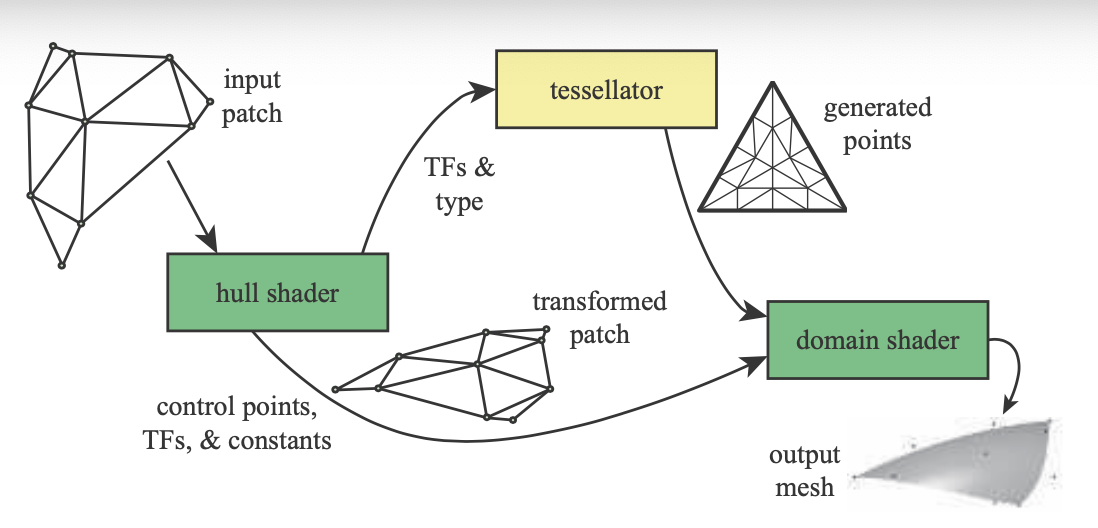 input
patch
tessellator
generated
points
TFs &
type
hull shader
transformed
patch
domain shader
control points,
TFs, & constants
output
mesh